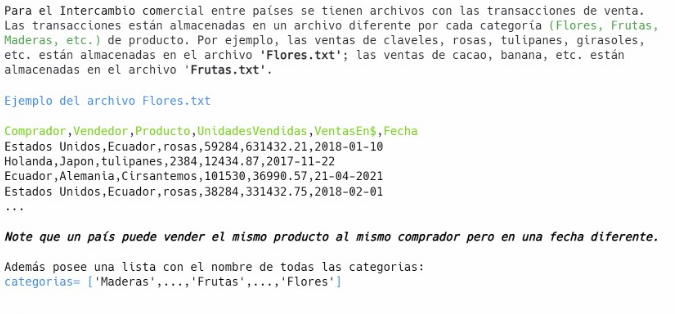 Para el Intercambio comercial entre países se tienen archivos con las transacciones de venta.
Las transacciones están almacenadas en un archivo diferente por cada categoría (Flores, Frutas,
Maderas, etc.) de producto. Por ejemplo, las ventas de claveles, rosas, tulipanes, girasoles,
etc. están almacenadas en el archivo 'Flores.txt'; las ventas de cacao, banana, etc. están
almacenadas en el archivo 'Frutas.txt'.
Ejemplo del archivo Flores.txt
Comprador,Vendedor,Producto,UnidadesVendidas,VentasEn$,Fecha
Estados Unidos,Ecuador,rosas,59284,631432.21,2018-01-10
Holanda,Japon,tulipanes,2384,12434.87,2017-11-22
Ecuador,Alemania,Cirsantemos,101530,36990.57,21-04-2021
Estados Unidos,Ecuador,rosas,38284,331432.75,2018-02-01
...
Note que un país puede vender el mismo producto al mismo comprador pero en una fecha diferente.
Además posee una lista con el nombre de todas las categorias:
categorias= ['Maderas',...,'Frutas',...,'Flores']